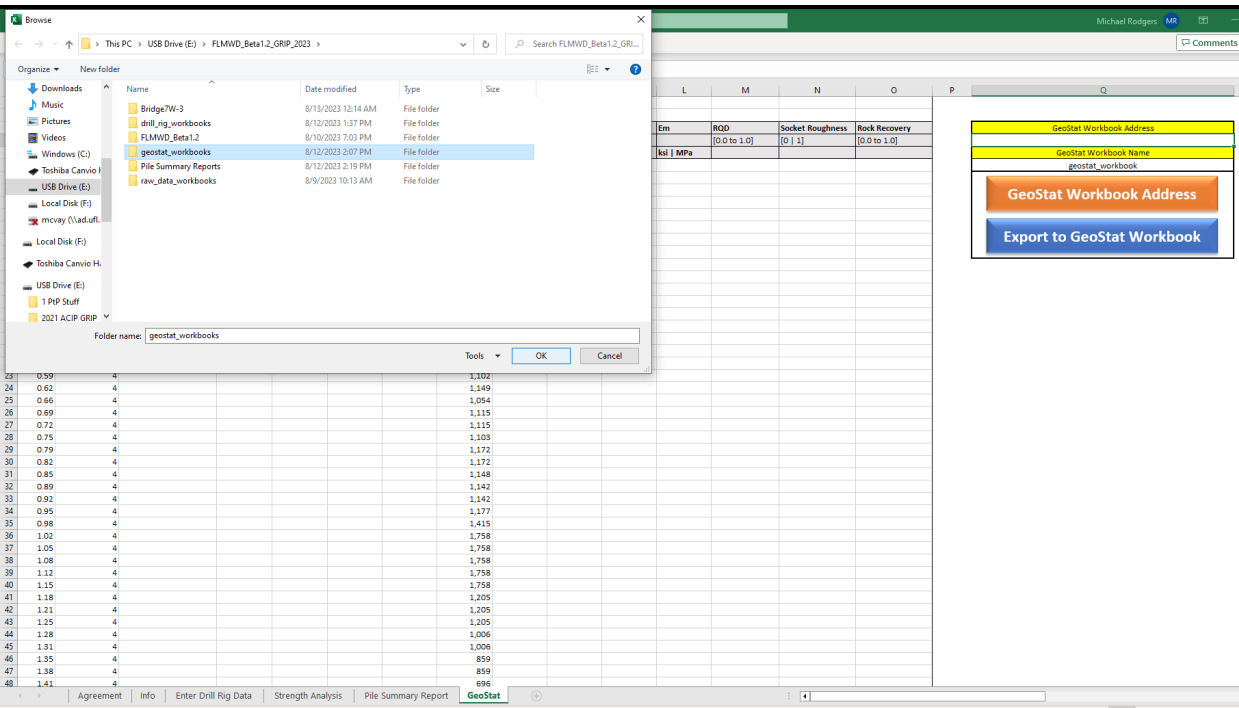 Browse
Michael Rodgers MR
This PC › USB Drive (E:) › FLMWD_Beta1.2_GRIP_2023 ›
Search FLMWD_Beta1.2_GRI...
Comments
Organize New folder
Downloads
Music
Pictures
Videos
Windows (C:)
Toshiba Canvio H
USB Drive (E:)
Local Disk (F:)
mcvay (\\ad.ufl.
Local Disk (F:)
Toshiba Canvio Ha
USB Drive (E:)
1 PtP Stuff
2021 ACIP GRIP
Name Date modified Type Size
Bridge7W-3 8/13/2023 12:14 AM File folder
drill_rig_workbooks 8/12/2023 1:37 PM File folder
FLMWD_Beta1.2 8/10/2023 7:03 PM File folder
geostat_workbooks 8/12/2023 2:07 PM File folder
Pile Summary Reports 8/12/2023 2:19 PM File folder
raw_data_workbooks 8/9/2023 10:13 AM File folder
Folder name: geostat_workbooks
Tools OK Cancel
L M N O P Q
Em RQD Socket Roughness Rock Recovery
[0.0 to 1.0] [0 | 1] [0.0 to 1.0]
ksi | MPa
GeoStat Workbook Address
GeoStat Workbook Name
geostat_workbook
GeoStat Workbook Address
Export to GeoStat Workbook
23 0.59 4 1,102
24 0.62 4 1,149
25 0.66 4 1,054
26 0.69 4 1,115
27 0.72 4 1,115
28 0.75 4 1,103
29 0.79 4 1,172
30 0.82 4 1,172
31 0.85 4 1,148
32 0.89 4 1,142
33 0.92 4 1,142
34 0.95 4 1,177
35 0.98 4 1,415
36 1.02 4 1,758
37 1.05 4 1,758
38 1.08 4 1,758
39 1.12 4 1,758
40 1.15 4 1,758
41 1.18 4 1,205
42 1.21 4 1,205
43 1.25 4 1,205
44 1.28 4 1,006
45 1.31 4 1,006
46 1.35 4 859
47 1.38 4 859
48 1.41 4 696
Agreement Info Enter Drill Rig Data Strength Analysis Pile Summary Report GeoStat